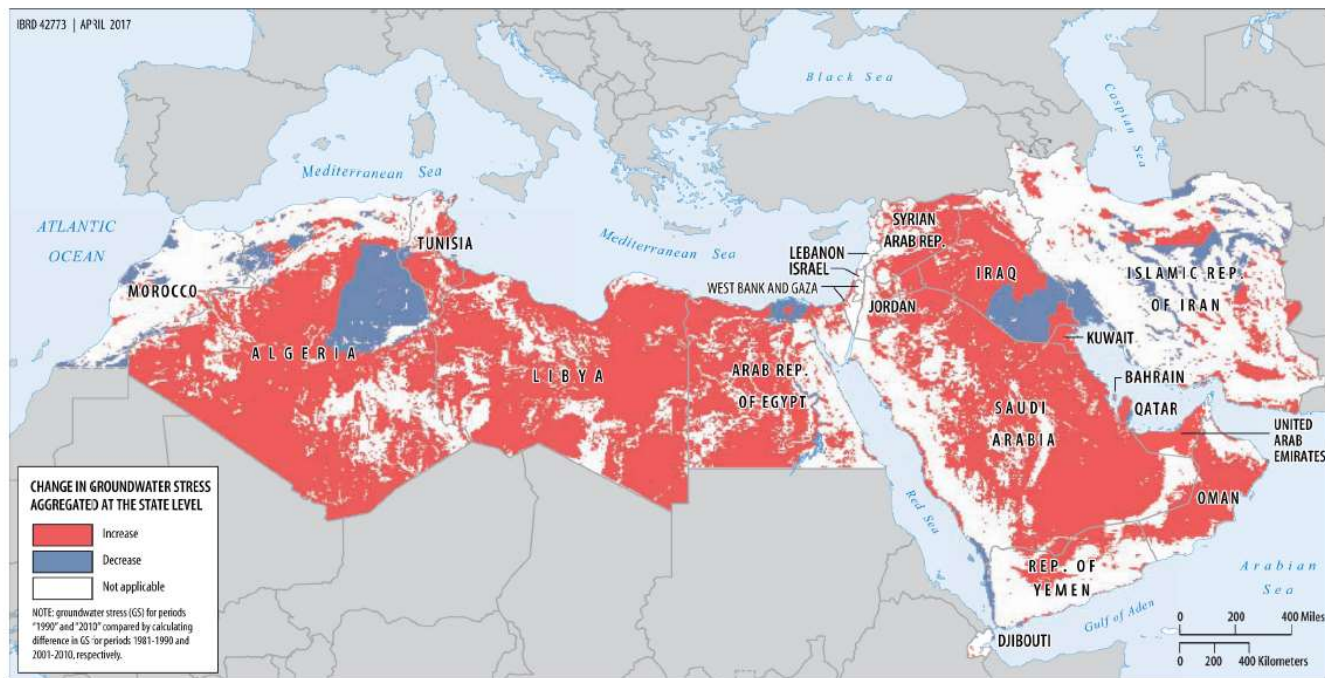 IBRD 42773 | APRIL 2017
Black Sea
Caspian Sea
Mediterranean Sea
ATLANTIC
OCEAN
TUNISIA
Mediterranean Sea
SYRIAN
ARAB REP.
LEBANON
ISRAEL
WEST BANK AND GAZA
IRAQ
ISLAMIC REP.
OF IRAN
MOROCCO
JORDAN
KUWAIT
ALGERIA
LIBYA
ARAB REP.
OF EGYPT
BAHRAIN
QATAR
SAUDI
ARABIA
UNITED
ARAB
EMIRATES
OMAN
Red Sea
REP. OF
YEMEN
Arabian
Sea
Gulf of Aden
DJIBOUTI
CHANGE IN GROUNDWATER STRESS
AGGREGATED AT THE STATE LEVEL
Increase
Decrease
Not applicable
NOTE: groundwater stress (GS) for periods
"1990" and "2010" compared by calculating
difference in GS for periods 1981-1990 and
2001-2010, respectively.
0 200 400 Miles
0 200 400 Kilometers